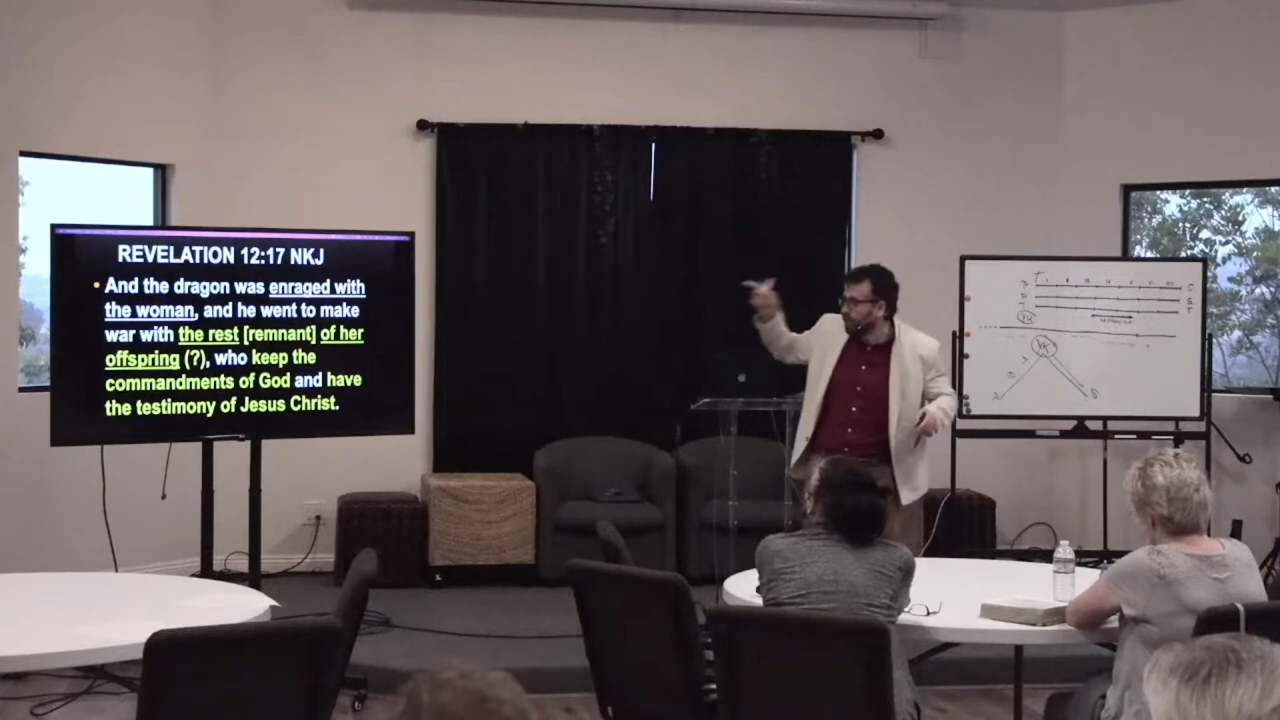 REVELATION 12:17 NKJ
• And the dragon was enraged with
the woman, and he went to make
war with the rest [remnant] of her
offspring (?), who keep the
commandments of God and have
the testimony of Jesus Christ.